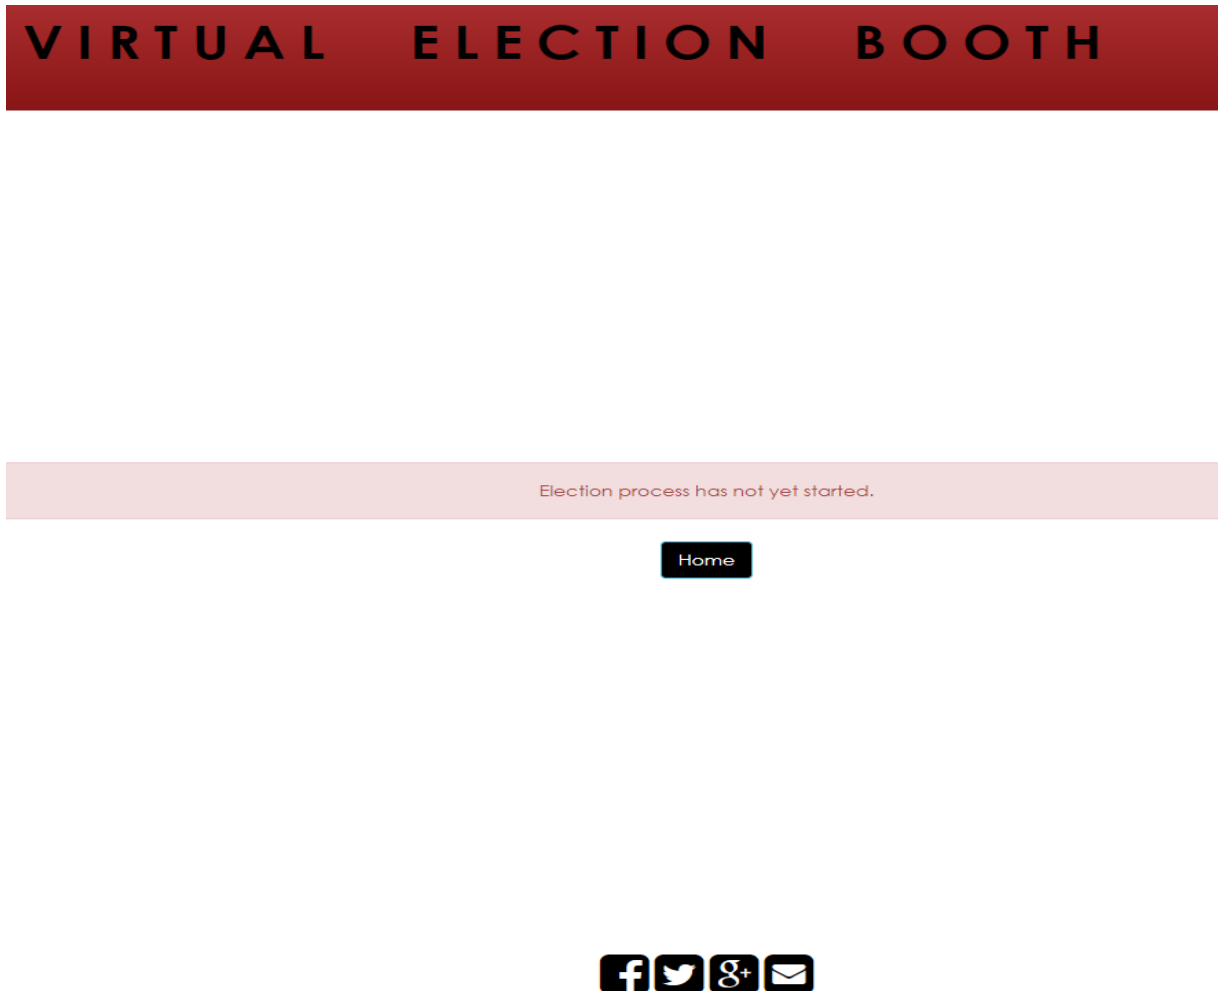 VIRTUAL ELECTION BOOTH
Election process has not yet started.
Home
f g+